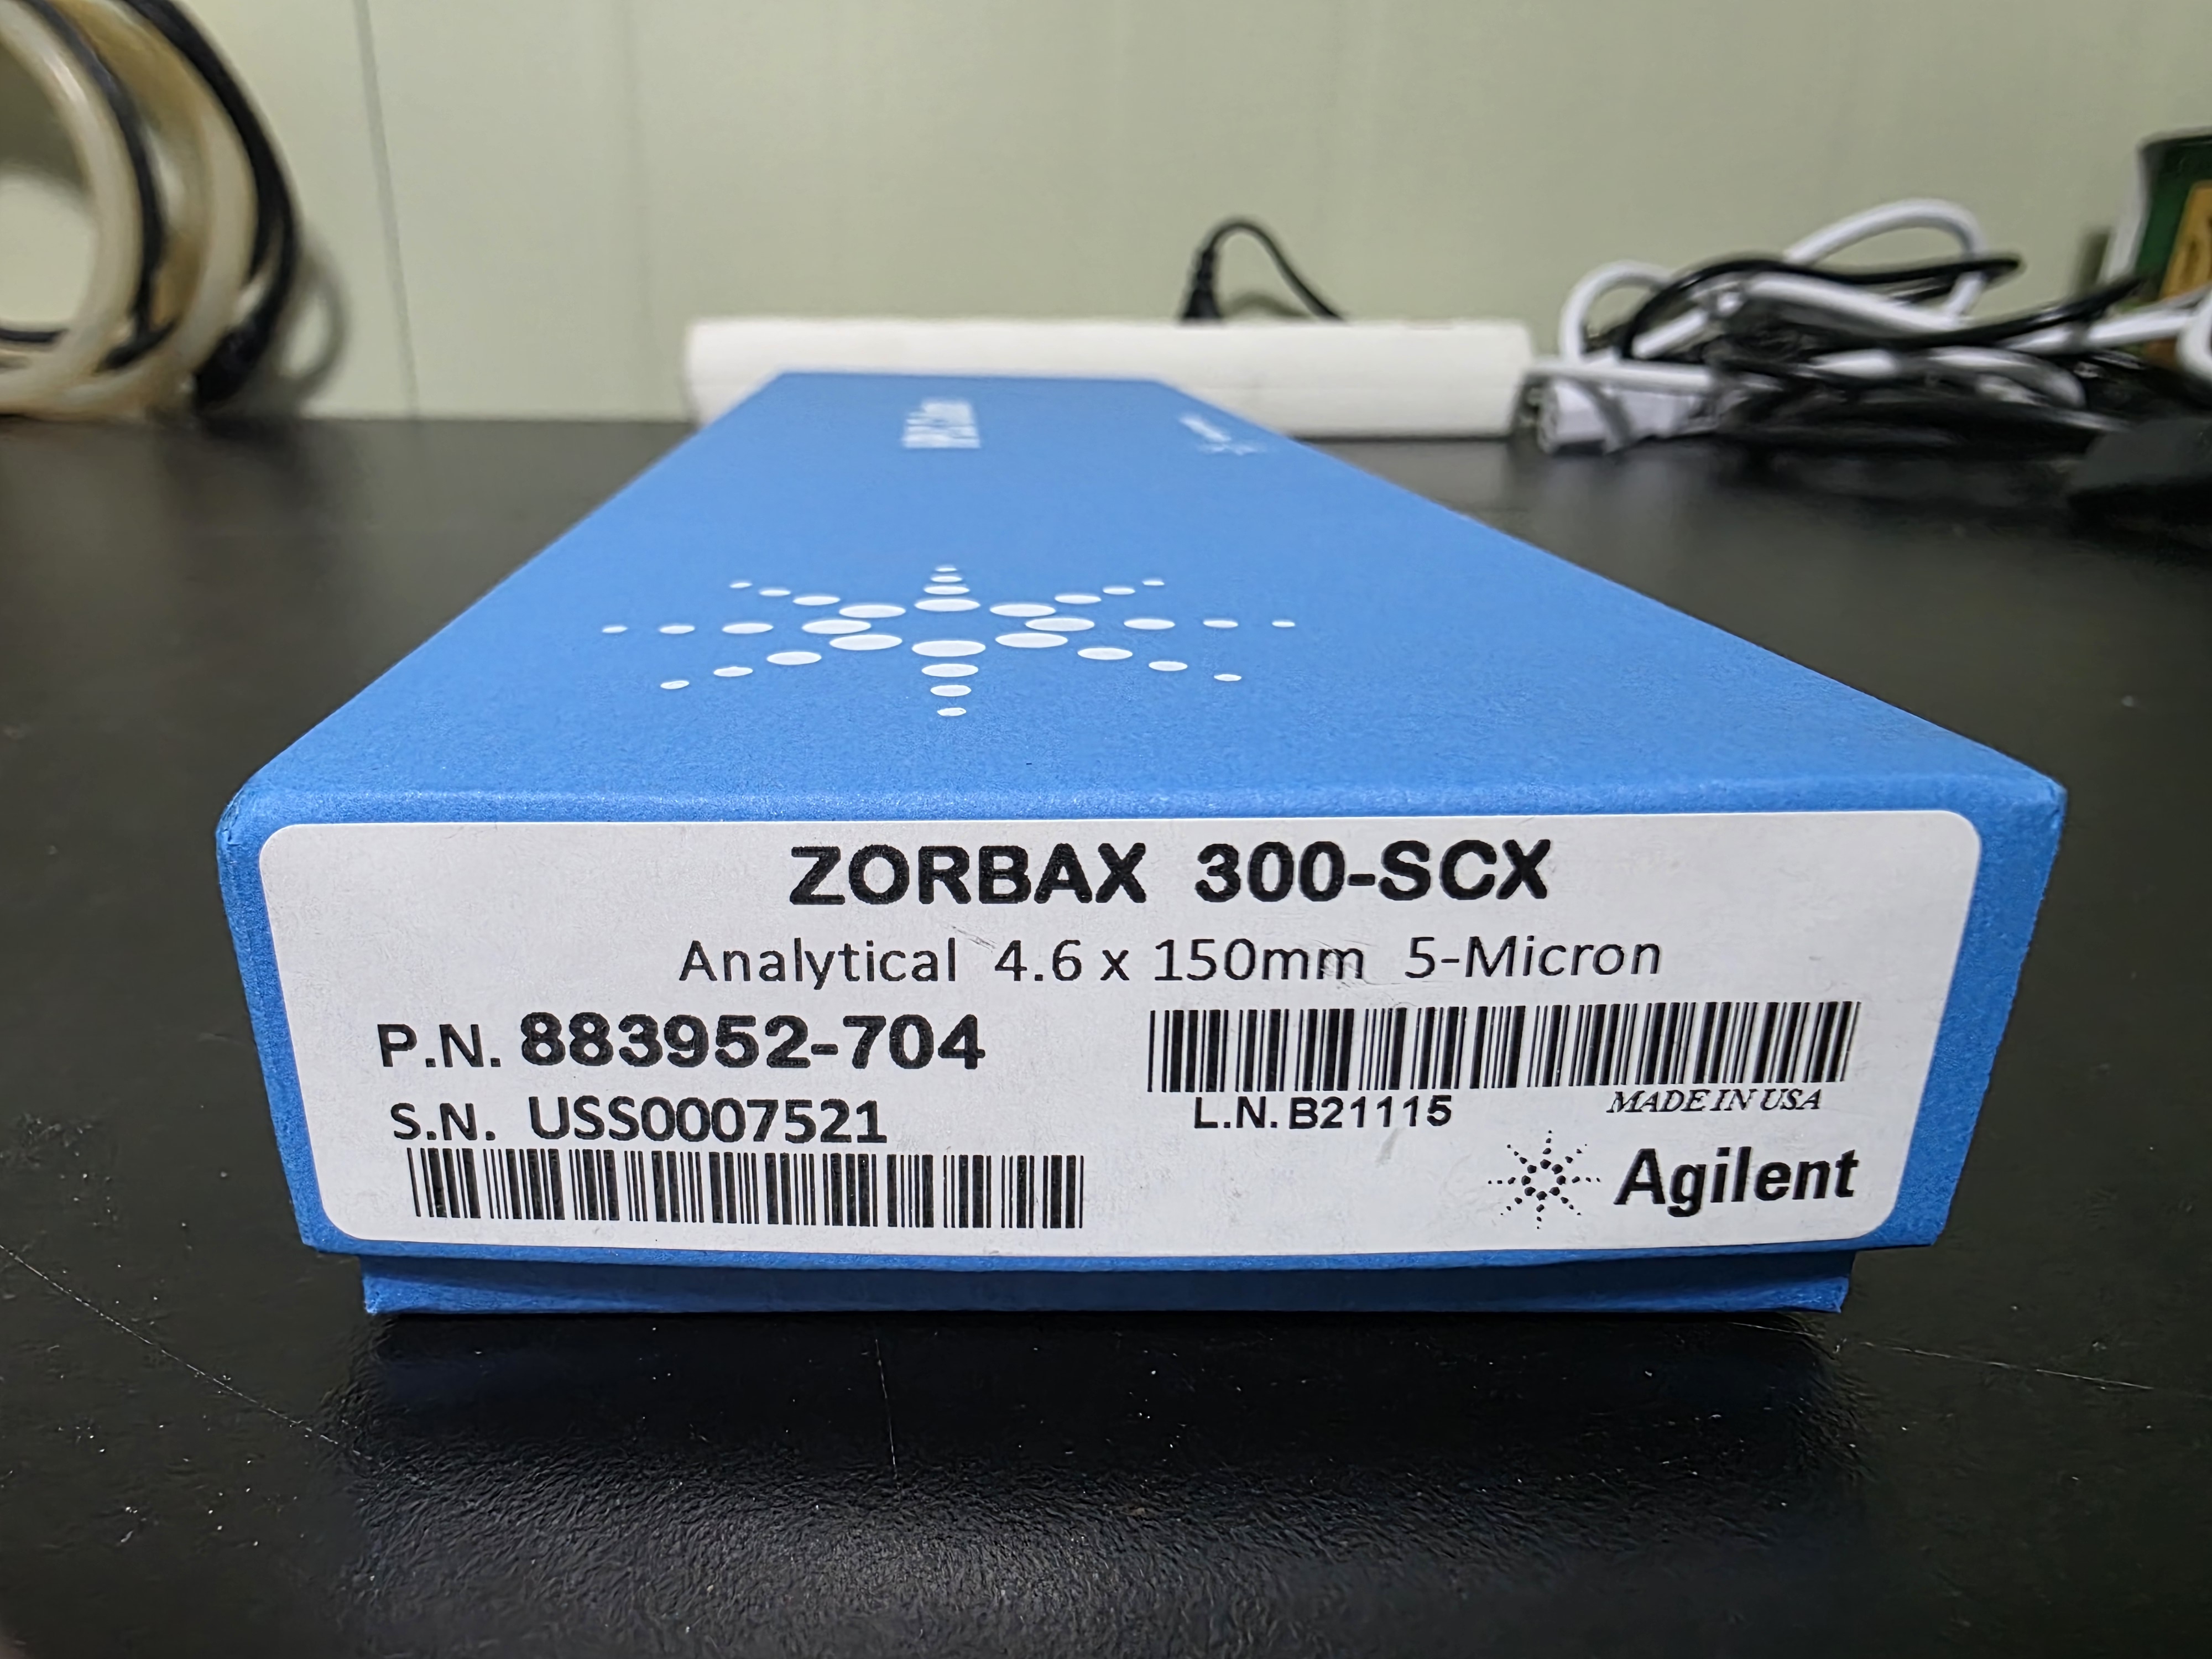 ZORBAX 300-SCX
Analytical 4.6 x 150mm 5-Micron
P.N. 883952-704
S.N. USS0007521
L.N. B21115
MADE IN USA
Agilent